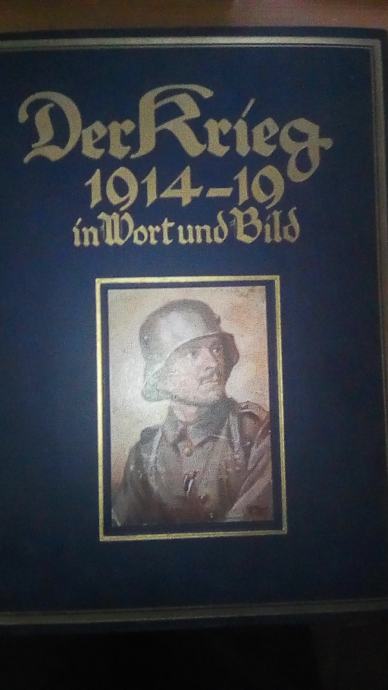 Der Krieg
1914-19
in Wort und Bild